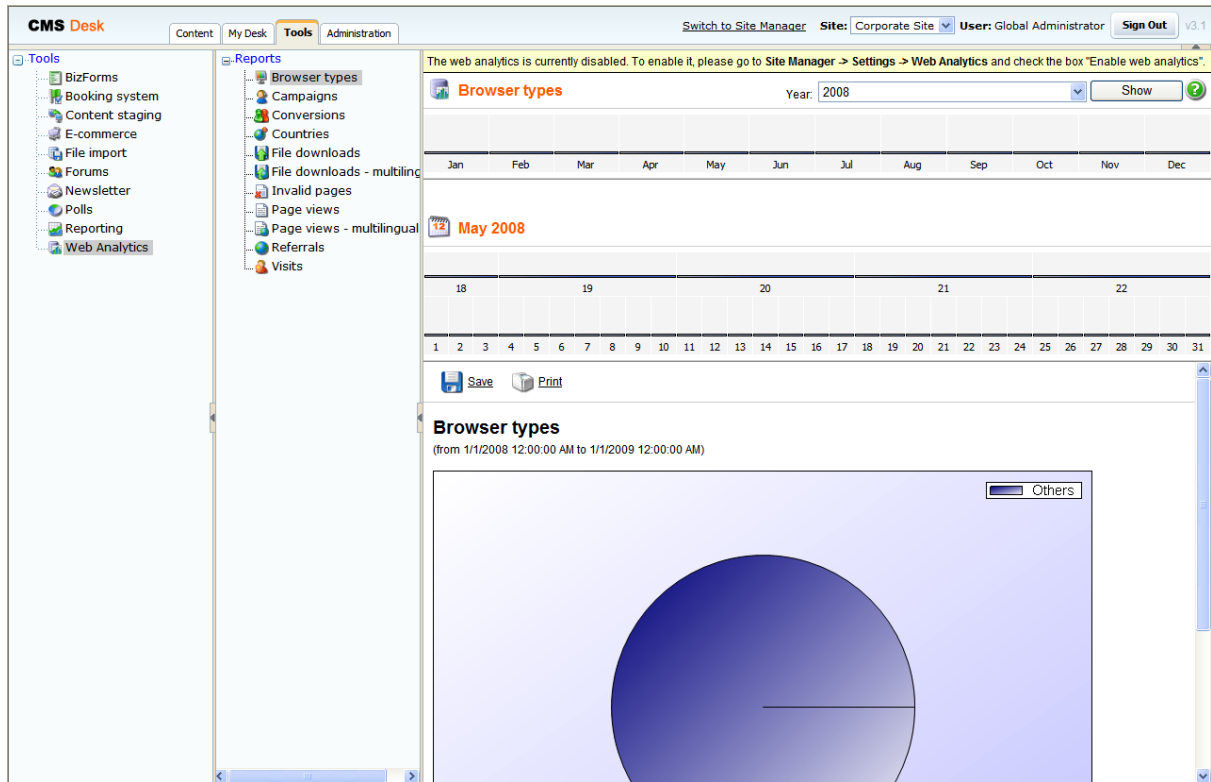 CMS Desk
Content My Desk Tools Administration
Switch to Site Manager Site: Corporate Site User: Global Administrator Sign Out v3.1
Tools
BizForms
Booking system
Content staging
E-commerce
File import
Forums
Newsletter
Polls
Reporting
Web Analytics
Reports
Browser types
Campaigns
Conversions
Countries
File downloads
File downloads - multiling
Invalid pages
Page views
Page views - multilingual
Referrals
Visits
The web analytics is currently disabled. To enable it, please go to Site Manager -> Settings -> Web Analytics and check the box "Enable web analytics".
Browser types Year: 2008 Show ?
Jan Feb Mar Apr May Jun Jul Aug Sep Oct Nov Dec
12 May 2008
18 19 20 21 22
1 2 3 4 5 6 7 8 9 10 11 12 13 14 15 16 17 18 19 20 21 22 23 24 25 26 27 28 29 30 31
Save Print
Browser types
(from 1/1/2008 12:00:00 AM to 1/1/2009 12:00:00 AM)
Others